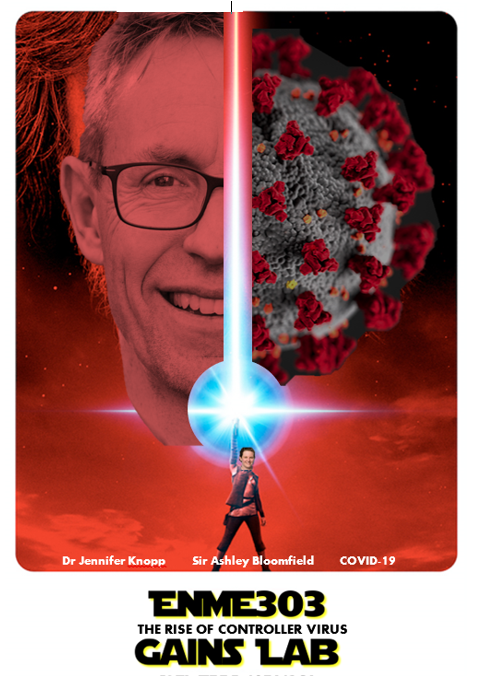 Dr Jennifer Knopp Sir Ashley Bloomfield COVID-19
ENME303
THE RISE OF CONTROLLER VIRUS
GAINS LAB